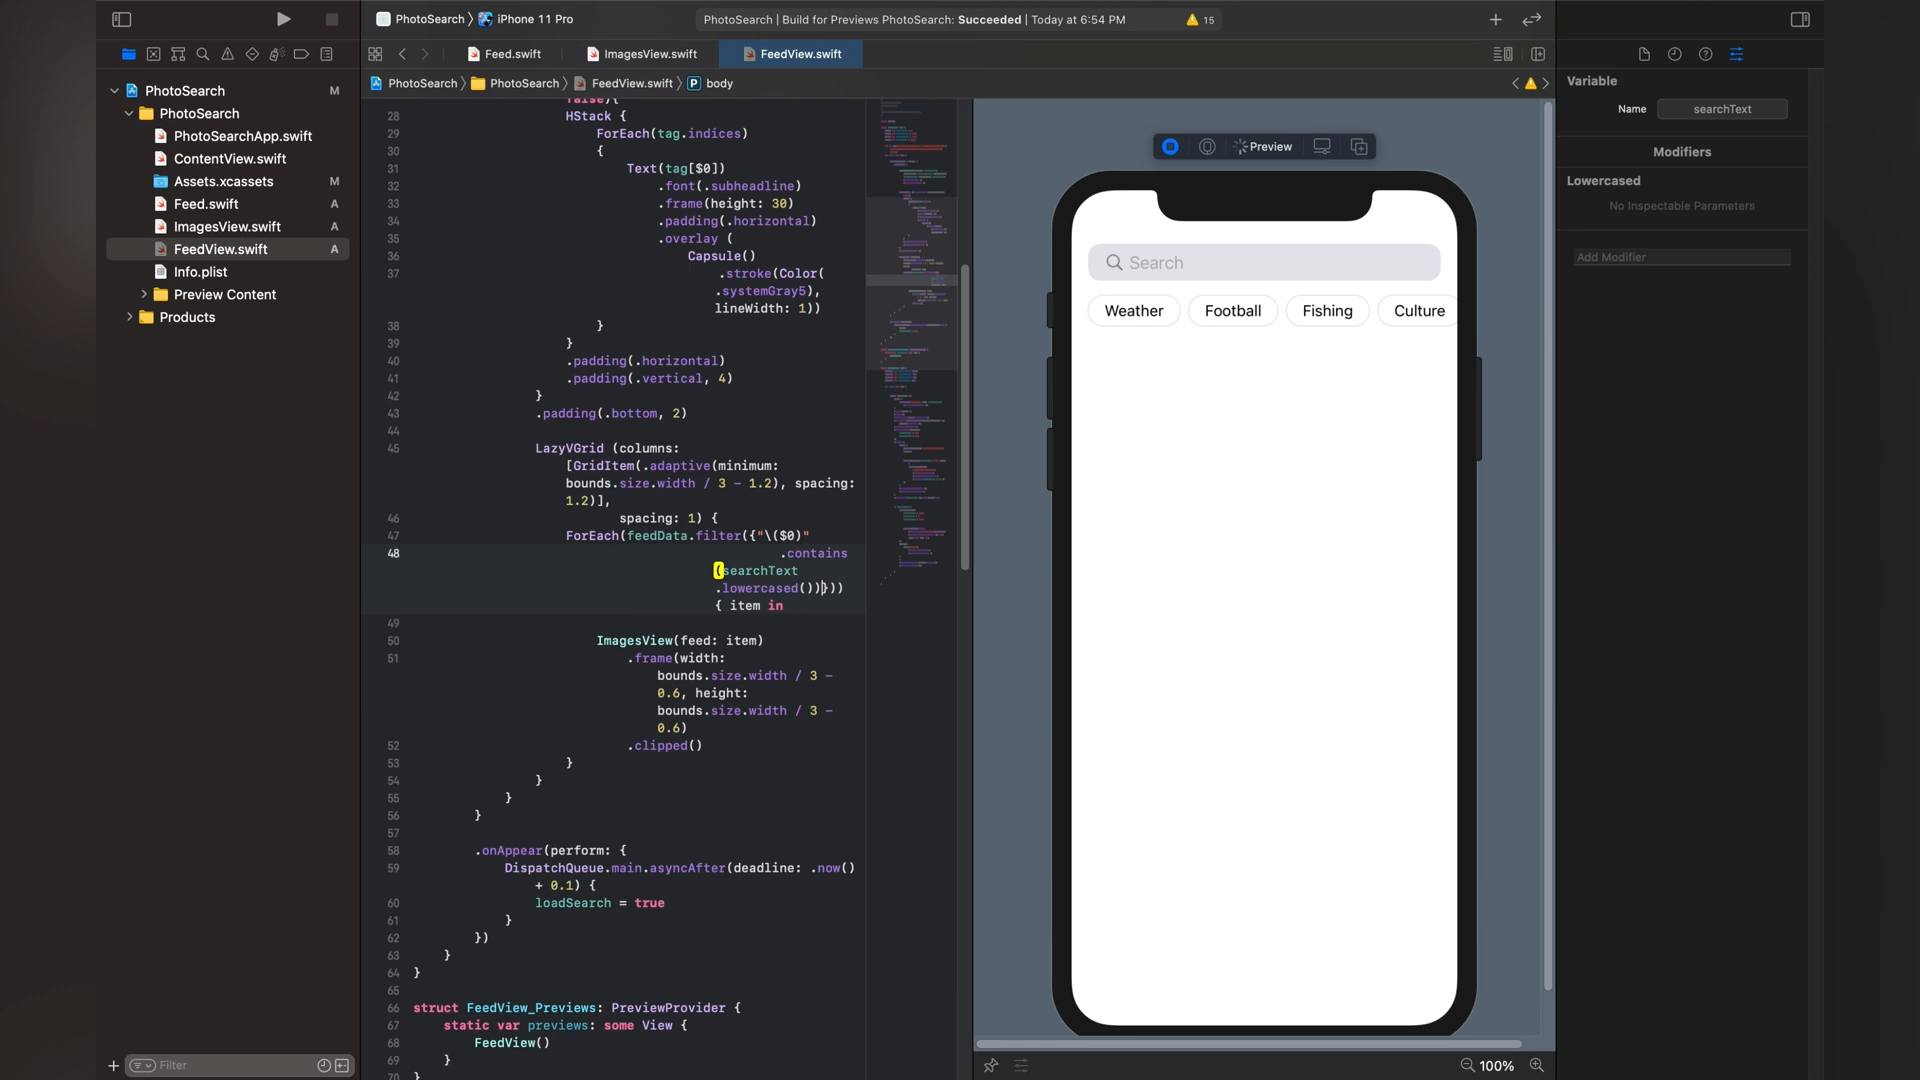 PhotoSearch
iPhone 11 Pro
PhotoSearch | Build for Previews PhotoSearch: Succeeded | Today at 6:54 PM
15
Feed.swift
ImagesView.swift
FeedView.swift
PhotoSearch
PhotoSearch
FeedView.swift
P body
PhotoSearch M
PhotoSearch
PhotoSearchApp.swift
ContentView.swift
Assets.xcassets M
Feed.swift A
ImagesView.swift A
FeedView.swift A
Info.plist
Preview Content
Products
Filter
false){
28 HStack {
29 ForEach(tag.indices)
30 {
31 Text(tag[$0])
32 .font(.subheadline)
33 .frame(height: 30)
34 .padding(.horizontal)
35 .overlay (
36 Capsule()
37 .stroke(Color(
.systemGray5),
lineWidth: 1))
38 }
39 }
40 .padding(.horizontal)
41 .padding(.vertical, 4)
42 }
43 .padding(.bottom, 2)
44
45 LazyVGrid (columns:
[GridItem(.adaptive(minimum:
bounds.size.width / 3 - 1.2), spacing:
1.2)],
46 spacing: 1) {
47 ForEach(feedData.filter({"\($0)"
48 .contains
(searchText
.lowercased())}))
{ item in
49
50 ImagesView(feed: item)
51 .frame(width:
bounds.size.width / 3 -
0.6, height:
bounds.size.width / 3 -
0.6)
52 .clipped()
53 }
54 }
55 }
56 }
57
58 .onAppear(perform: {
59 DispatchQueue.main.asyncAfter(deadline: .now()
+ 0.1) {
60 loadSearch = true
61 }
62 })
63 }
64 }
65
66 struct FeedView_Previews: PreviewProvider {
67 static var previews: some View {
68 FeedView()
69 }
70 }
Preview
Search
Weather
Football
Fishing
Culture
100%
Variable
Name searchText
Modifiers
Lowercased
No Inspectable Parameters
Add Modifier